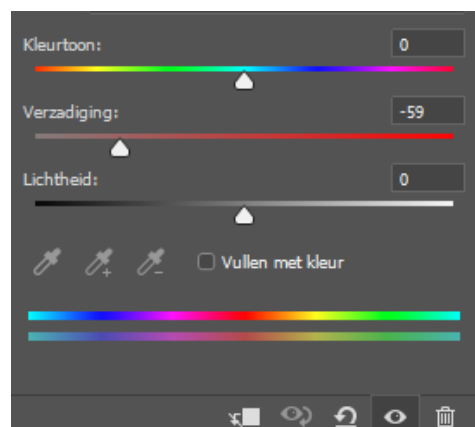 Kleurtoon: 0
Verzadiging: -59
Lichtheid: 0
Vullen met kleur